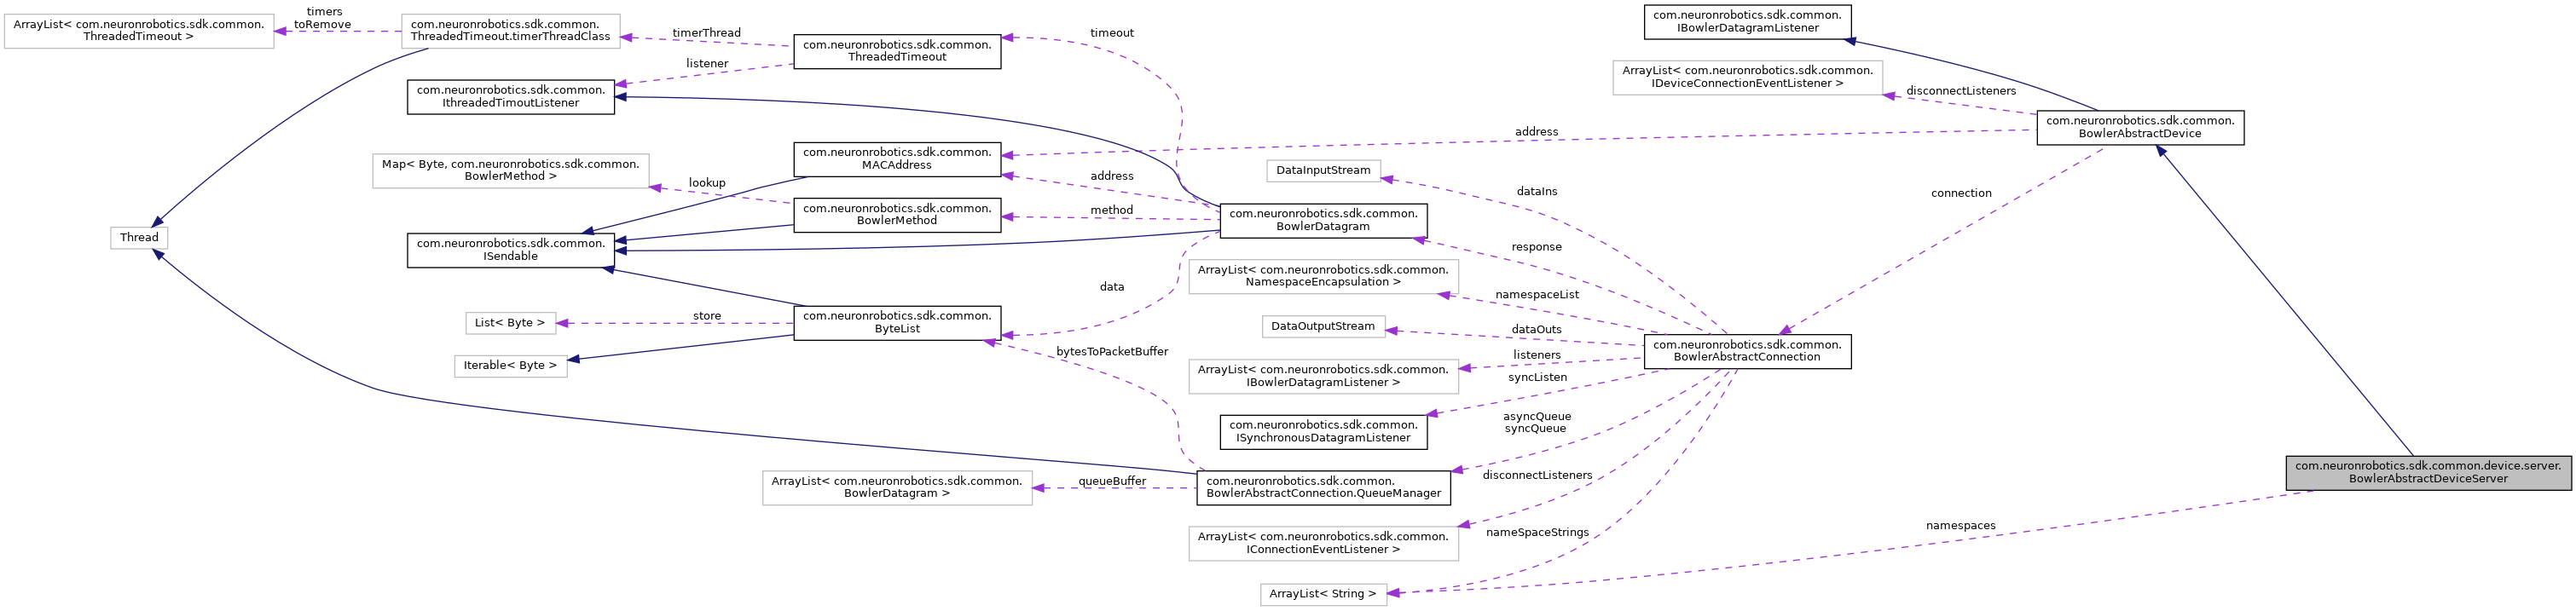 timers
toRemove
ArrayList< com.neuronrobotics.sdk.common.
ThreadedTimeout >
com.neuronrobotics.sdk.common.
ThreadedTimeout.timerThreadClass
timerThread
com.neuronrobotics.sdk.common.
ThreadedTimeout
timeout
listener
com.neuronrobotics.sdk.common.
IthreadedTimoutListener
com.neuronrobotics.sdk.common.
IBowlerDatagramListener
ArrayList< com.neuronrobotics.sdk.common.
IDeviceConnectionEventListener >
disconnectListeners
com.neuronrobotics.sdk.common.
BowlerAbstractDevice
address
com.neuronrobotics.sdk.common.
MACAddress
Map< Byte, com.neuronrobotics.sdk.common.
BowlerMethod >
lookup
address
DataInputStream
dataIns
connection
com.neuronrobotics.sdk.common.
BowlerMethod
method
com.neuronrobotics.sdk.common.
BowlerDatagram
Thread
com.neuronrobotics.sdk.common.
ISendable
response
ArrayList< com.neuronrobotics.sdk.common.
NamespaceEncapsulation >
namespaceList
data
List< Byte >
store
com.neuronrobotics.sdk.common.
ByteList
DataOutputStream
dataOuts
com.neuronrobotics.sdk.common.
BowlerAbstractConnection
Iterable< Byte >
bytesToPacketBuffer
listeners
ArrayList< com.neuronrobotics.sdk.common.
IBowlerDatagramListener >
syncListen
com.neuronrobotics.sdk.common.
ISynchronousDatagramListener
asyncQueue
syncQueue
ArrayList< com.neuronrobotics.sdk.common.
BowlerDatagram >
queueBuffer
com.neuronrobotics.sdk.common.
BowlerAbstractConnection.QueueManager
disconnectListeners
com.neuronrobotics.sdk.common.device.server.
BowlerAbstractDeviceServer
ArrayList< com.neuronrobotics.sdk.common.
IConnectionEventListener >
nameSpaceStrings
namespaces
ArrayList< String >